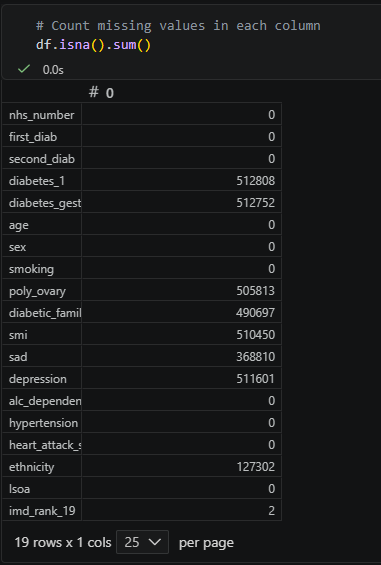 # Count missing values in each column
df.isna().sum()
0.0s
# 0
nhs_number 0
first_diab 0
second_diab 0
diabetes_1 512808
diabetes_gest 512752
age 0
sex 0
smoking 0
poly_ovary 505813
diabetic_famil 490697
smi 510450
sad 368810
depression 511601
alc_dependen 0
hypertension 0
heart_attack_s 0
ethnicity 127302
lsoa 0
imd_rank_19 2
19 rows x 1 cols 25 per page